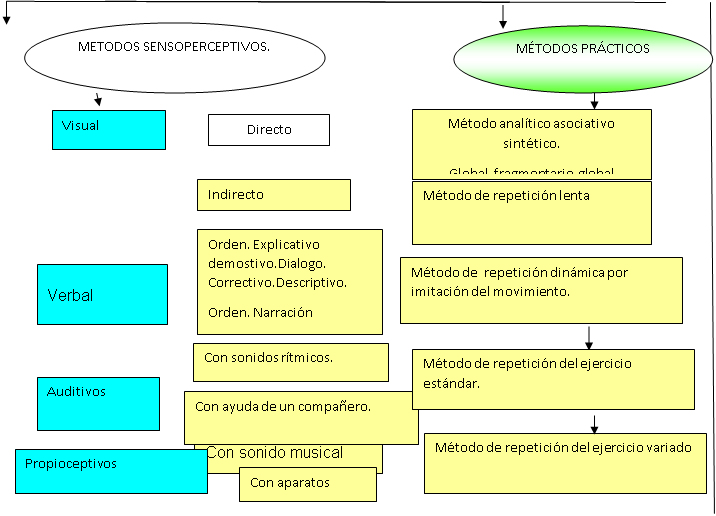 METODOS SENSOPERCEPTIVOS.
MÉTODOS PRÁCTICOS
Visual
Directo
Indirecto
Verbal
Orden. Explicativo
demostivo.Dialogo.
Correctivo.Descriptivo.
Orden. Narración
Auditivos
Con sonidos rítmicos.
Con ayuda de un compañero.
Con sonido musical
Propioceptivos
Con aparatos
Método analítico asociativo
sintético.
Global-fragmentario-global
Método de repetición lenta
Método de repetición dinámica por
imitación del movimiento.
Método de repetición del ejercicio
estándar.
Método de repetición del ejercicio variado